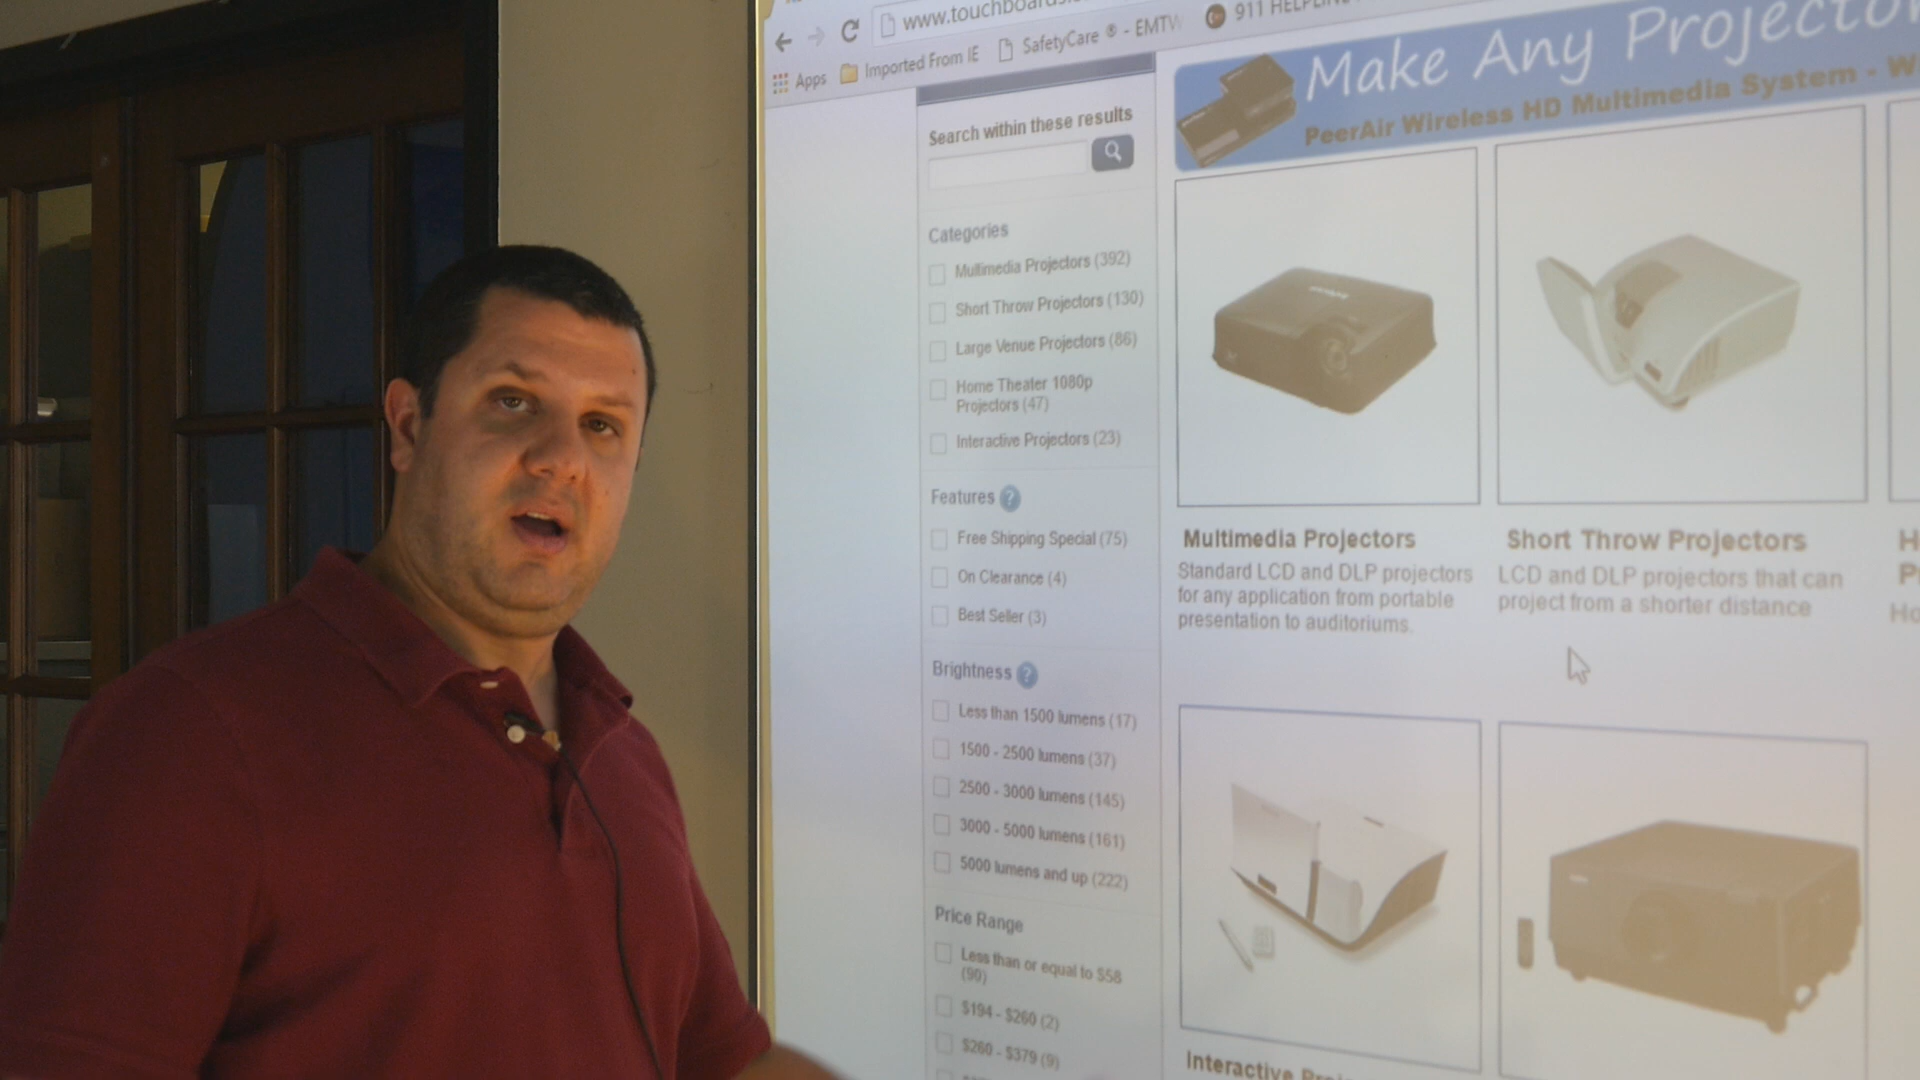 www.touchboards.
Apps
Imported From IE
SafetyCare ® - EMTW
911 HELPLINE
Search within these results
Categories
Multimedia Projectors (392)
Short Throw Projectors (130)
Large Venue Projectors (86)
Home Theater 1080p
Projectors (47)
Interactive Projectors (23)
Features ?
Free Shipping Special (75)
On Clearance (4)
Best Seller (3)
Brightness ?
Less than 1500 lumens (17)
1500 - 2500 lumens (37)
2500 - 3000 lumens (145)
3000 - 5000 lumens (161)
5000 lumens and up (222)
Price Range
Less than or equal to $58
(90)
$194 - $260 (2)
$260 - $379 (9)
Make Any Projector
PeerAir Wireless HD Multimedia System - W
Multimedia Projectors
Standard LCD and DLP projectors
for any application from portable
presentation to auditoriums.
Short Throw Projectors
LCD and DLP projectors that can
project from a shorter distance
H
P
Ho
Interactive